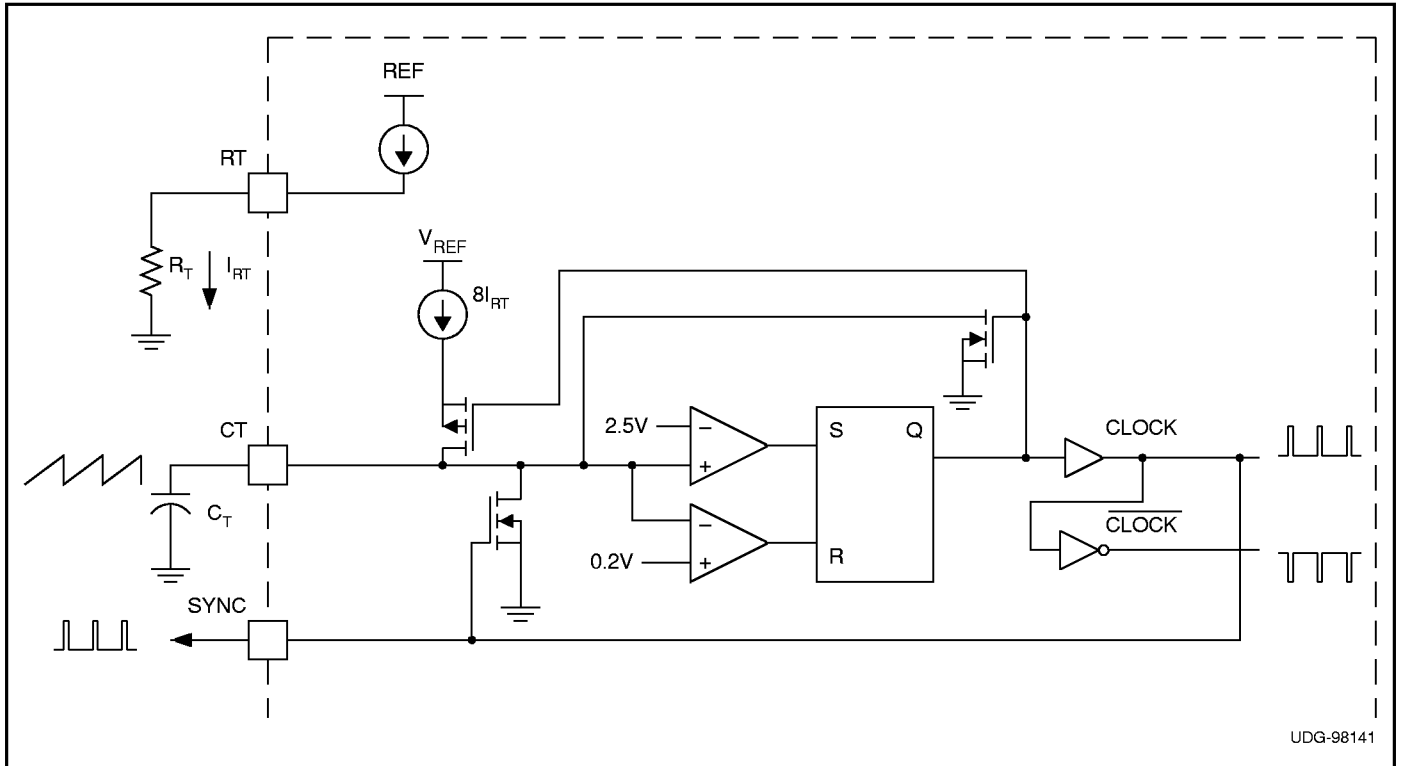 REF
RT
V_REF
R_T
I_RT
8I_RT
CT
2.5V
−
+
S
Q
CLOCK
C_T
−
0.2V
+
R
CLOCK
SYNC
UDG-98141